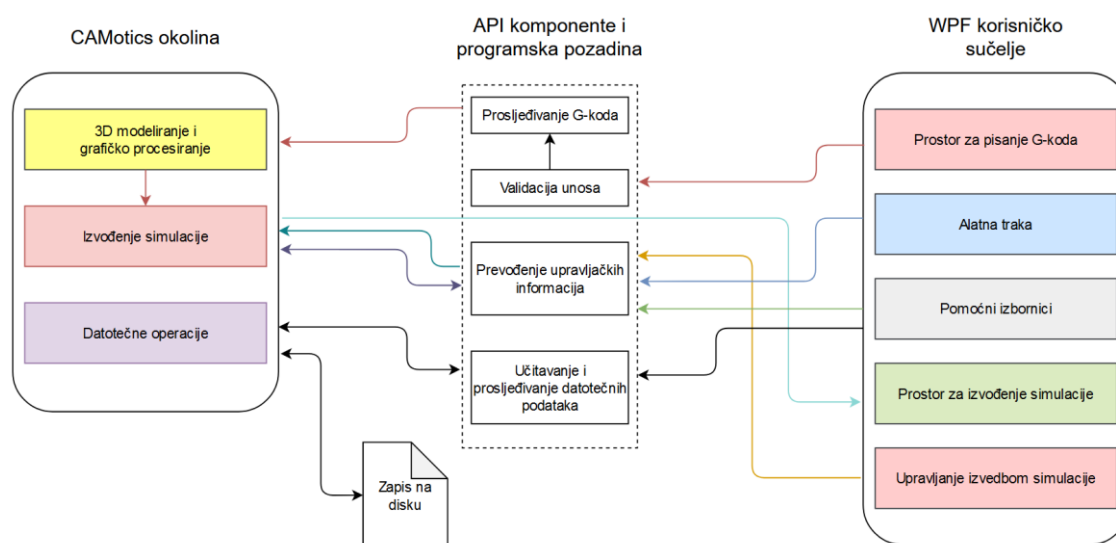 CAMotics okolina
3D modeliranje i
grafičko procesiranje
Izvođenje simulacije
Datotečne operacije
API komponente i
programska pozadina
Prosljeđivanje G-koda
Validacija unosa
Prevođenje upravljačkih
informacija
Učitavanje i
prosljeđivanje datotečnih
podataka
Zapis na
disku
WPF korisničko
sučelje
Prostor za pisanje G-koda
Alatna traka
Pomoćni izbornici
Prostor za izvođenje simulacije
Upravljanje izvedbom simulacije